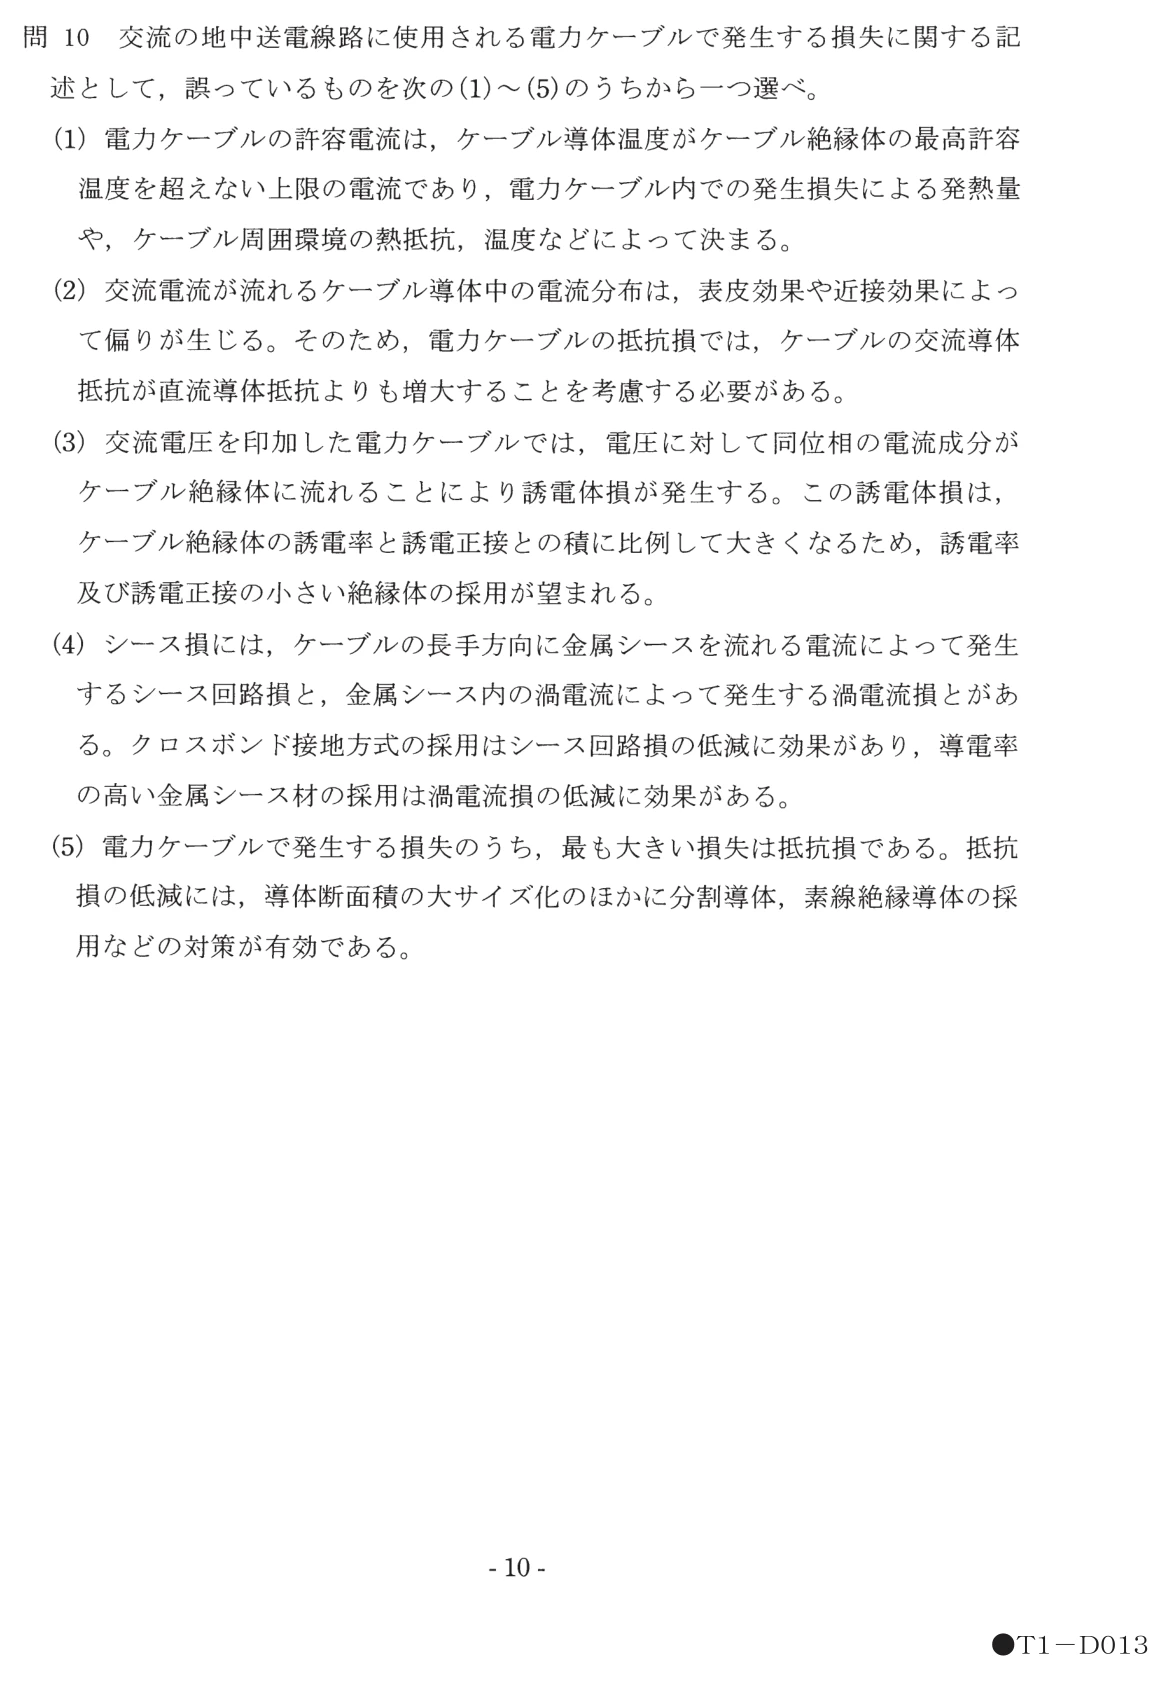 問 10　交流の地中送電線路に使用される電力ケーブルで発生する損失に関する記
述として，誤っているものを次の(1)～(5)のうちから一つ選べ。
(1) 電力ケーブルの許容電流は，ケーブル導体温度がケーブル絶縁体の最高許容
温度を超えない上限の電流であり，電力ケーブル内での発生損失による発熱量
や，ケーブル周囲環境の熱抵抗，温度などによって決まる。
(2) 交流電流が流れるケーブル導体中の電流分布は，表皮効果や近接効果によっ
て偏りが生じる。そのため，電力ケーブルの抵抗損では，ケーブルの交流導体
抵抗が直流導体抵抗よりも増大することを考慮する必要がある。
(3) 交流電圧を印加した電力ケーブルでは，電圧に対して同位相の電流成分が
ケーブル絶縁体に流れることにより誘電体損が発生する。この誘電体損は，
ケーブル絶縁体の誘電率と誘電正接との積に比例して大きくなるため，誘電率
及び誘電正接の小さい絶縁体の採用が望まれる。
(4) シース損には，ケーブルの長手方向に金属シースを流れる電流によって発生
するシース回路損と，金属シース内の渦電流によって発生する渦電流損とがあ
る。クロスボンド接地方式の採用はシース回路損の低減に効果があり，導電率
の高い金属シース材の採用は渦電流損の低減に効果がある。
(5) 電力ケーブルで発生する損失のうち，最も大きい損失は抵抗損である。抵抗
損の低減には，導体断面積の大サイズ化のほかに分割導体，素線絶縁導体の採
用などの対策が有効である。
- 10 -
●T1－D013